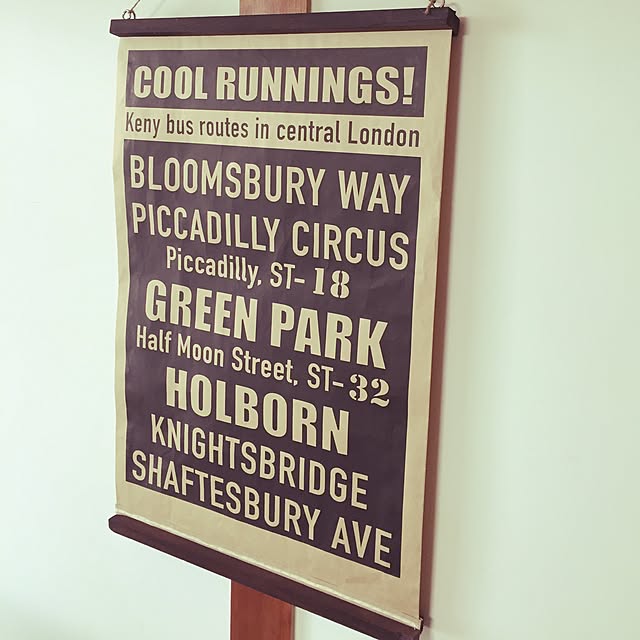 COOL RUNNINGS!
Keny bus routes in central London
BLOOMSBURY WAY
PICCADILLY CIRCUS
Piccadilly, ST-18
GREEN PARK
Half Moon Street, ST-32
HOLBORN
KNIGHTSBRIDGE
SHAFTESBURY AVE